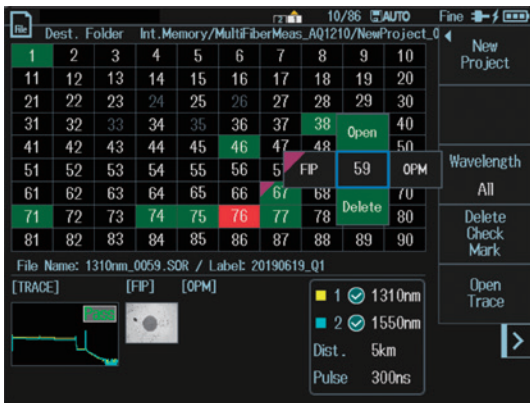 10/86 AUTO Fine
File Dest. Folder Int.Memory/MultiFiberMeas_AQ1210/NewProject_0
New Project
1 2 3 4 5 6 7 8 9 10
11 12 13 14 15 16 17 18 19 20
21 22 23 24 25 26 27 28 29 30
31 32 33 34 35 36 37 38 Open 40
41 42 43 44 45 46 47 48 50
51 52 53 54 55 56 5 FIP 59 OPM
Wavelength
All
61 62 63 64 65 66 67 68 Delete 70
71 72 73 74 75 76 77 78 80
81 82 83 84 85 86 87 88 89 90
Delete
Check
Mark
File Name: 1310nm_0059.SOR / Label: 20190619_Q1
[TRACE] [FIP] [OPM]
Pass
1 1310nm
2 1550nm
Dist. 5km
Pulse 300ns
Open
Trace